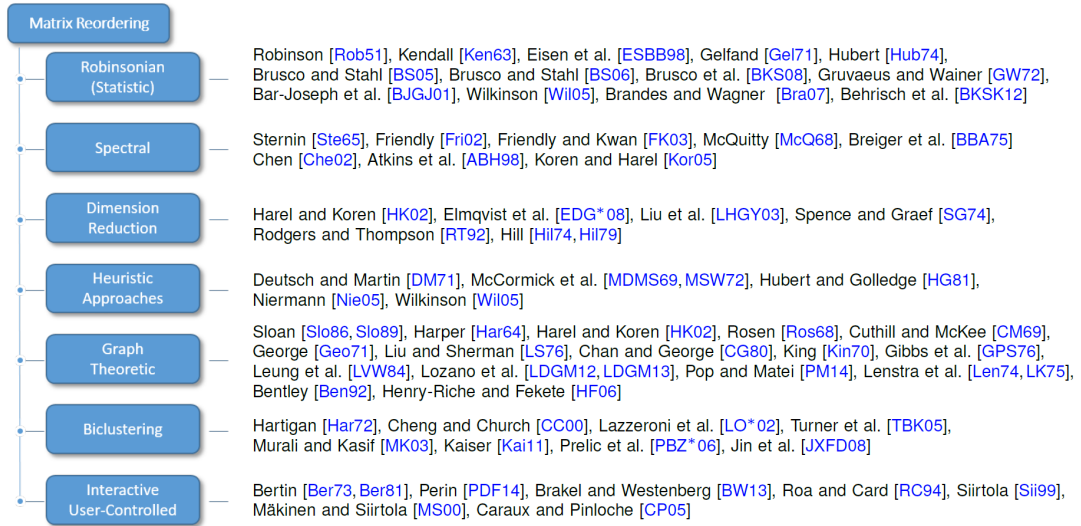 Matrix Reordering
Robinsonian
(Statistic)
Robinson [Rob51], Kendall [Ken63], Eisen et al. [ESBB98], Gelfand [Gel71], Hubert [Hub74],
Brusco and Stahl [BS05], Brusco and Stahl [BS06], Brusco et al. [BKS08], Gruvaeus and Wainer [GW72],
Bar-Joseph et al. [BJGJ01], Wilkinson [Wil05], Brandes and Wagner [Bra07], Behrisch et al. [BKSK12]
Spectral
Sternin [Ste65], Friendly [Fri02], Friendly and Kwan [FK03], McQuitty [McQ68], Breiger et al. [BBA75]
Chen [Che02], Atkins et al. [ABH98], Koren and Harel [Kor05]
Dimension
Reduction
Harel and Koren [HK02], Elmqvist et al. [EDG*08], Liu et al. [LHGY03], Spence and Graef [SG74],
Rodgers and Thompson [RT92], Hill [Hil74, Hil79]
Heuristic
Approaches
Deutsch and Martin [DM71], McCormick et al. [MDMS69, MSW72], Hubert and Golledge [HG81],
Niermann [Nie05], Wilkinson [Wil05]
Graph
Theoretic
Sloan [Slo86, Slo89], Harper [Har64], Harel and Koren [HK02], Rosen [Ros68], Cuthill and McKee [CM69],
George [Geo71], Liu and Sherman [LS76], Chan and George [CG80], King [Kin70], Gibbs et al. [GPS76],
Leung et al. [LVW84], Lozano et al. [LDGM12, LDGM13], Pop and Matei [PM14], Lenstra et al. [Len74, LK75],
Bentley [Ben92], Henry-Riche and Fekete [HF06]
Biclustering
Hartigan [Har72], Cheng and Church [CC00], Lazzeroni et al. [LO*02], Turner et al. [TBK05],
Murali and Kasif [MK03], Kaiser [Kai11], Prelic et al. [PBZ*06], Jin et al. [JXFD08]
Interactive
User-Controlled
Bertin [Ber73, Ber81], Perin [PDF14], Brakel and Westenberg [BW13], Roa and Card [RC94], Siirtola [Sii99],
Mäkinen and Siirtola [MS00], Caraux and Pinloche [CP05]